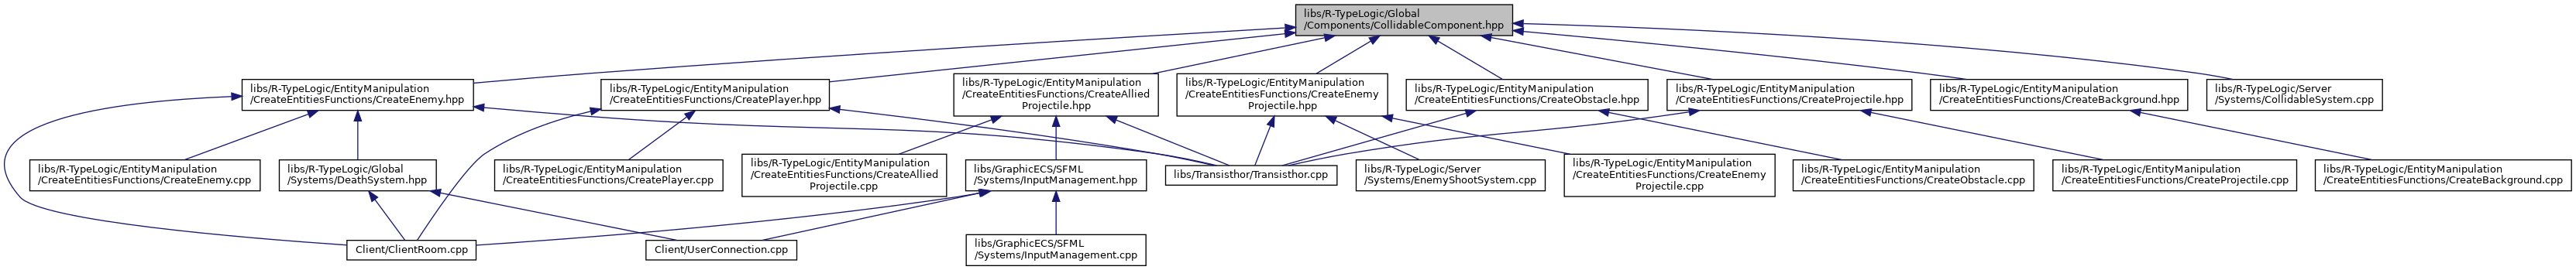 libs/R-TypeLogic/Global
/Components/CollidableComponent.hpp
libs/R-TypeLogic/EntityManipulation
/CreateEntitiesFunctions/CreateEnemy.hpp
libs/R-TypeLogic/EntityManipulation
/CreateEntitiesFunctions/CreatePlayer.hpp
libs/R-TypeLogic/EntityManipulation
/CreateEntitiesFunctions/CreateAllied
Projectile.hpp
libs/R-TypeLogic/EntityManipulation
/CreateEntitiesFunctions/CreateEnemy
Projectile.hpp
libs/R-TypeLogic/EntityManipulation
/CreateEntitiesFunctions/CreateObstacle.hpp
libs/R-TypeLogic/EntityManipulation
/CreateEntitiesFunctions/CreateProjectile.hpp
libs/R-TypeLogic/EntityManipulation
/CreateEntitiesFunctions/CreateBackground.hpp
libs/R-TypeLogic/Server
/Systems/CollidableSystem.cpp
libs/R-TypeLogic/EntityManipulation
/CreateEntitiesFunctions/CreateEnemy.cpp
libs/R-TypeLogic/Global
/Systems/DeathSystem.hpp
libs/R-TypeLogic/EntityManipulation
/CreateEntitiesFunctions/CreatePlayer.cpp
libs/R-TypeLogic/EntityManipulation
/CreateEntitiesFunctions/CreateAllied
Projectile.cpp
libs/GraphicECS/SFML
/Systems/InputManagement.hpp
libs/Transisthor/Transisthor.cpp
libs/R-TypeLogic/Server
/Systems/EnemyShootSystem.cpp
libs/R-TypeLogic/EntityManipulation
/CreateEntitiesFunctions/CreateEnemy
Projectile.cpp
libs/R-TypeLogic/EntityManipulation
/CreateEntitiesFunctions/CreateObstacle.cpp
libs/R-TypeLogic/EntityManipulation
/CreateEntitiesFunctions/CreateProjectile.cpp
libs/R-TypeLogic/EntityManipulation
/CreateEntitiesFunctions/CreateBackground.cpp
Client/ClientRoom.cpp
Client/UserConnection.cpp
libs/GraphicECS/SFML
/Systems/InputManagement.cpp